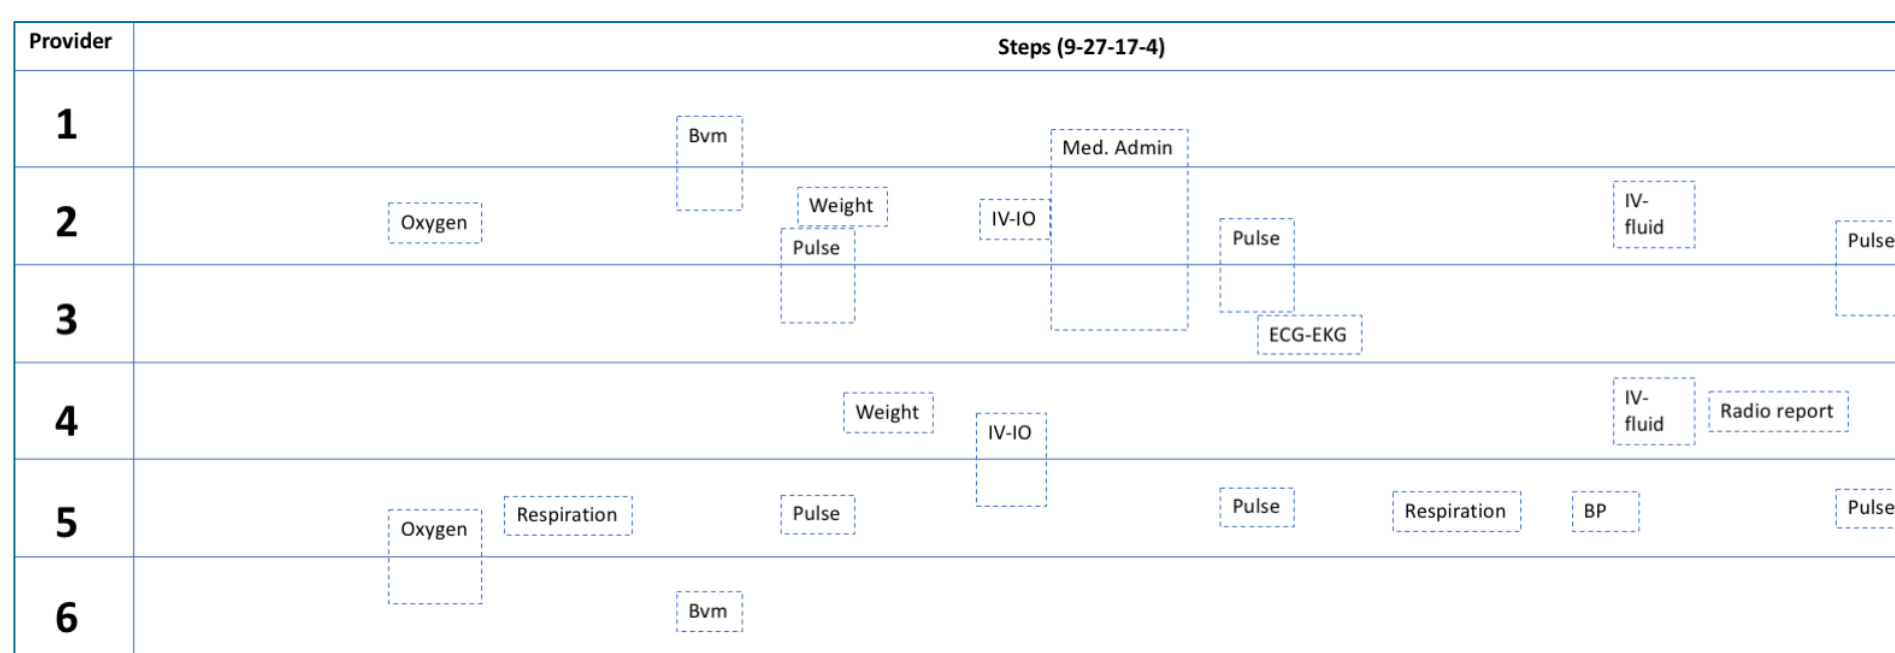 Provider
Steps (9-27-17-4)
1
Bvm
Med. Admin
2
Oxygen
Weight
Pulse
IV-IO
Pulse
IV-
fluid
Pulse
3
ECG-EKG
4
Weight
IV-IO
IV-
fluid
Radio report
5
Oxygen
Respiration
Pulse
Pulse
Respiration
BP
Pulse
6
Bvm